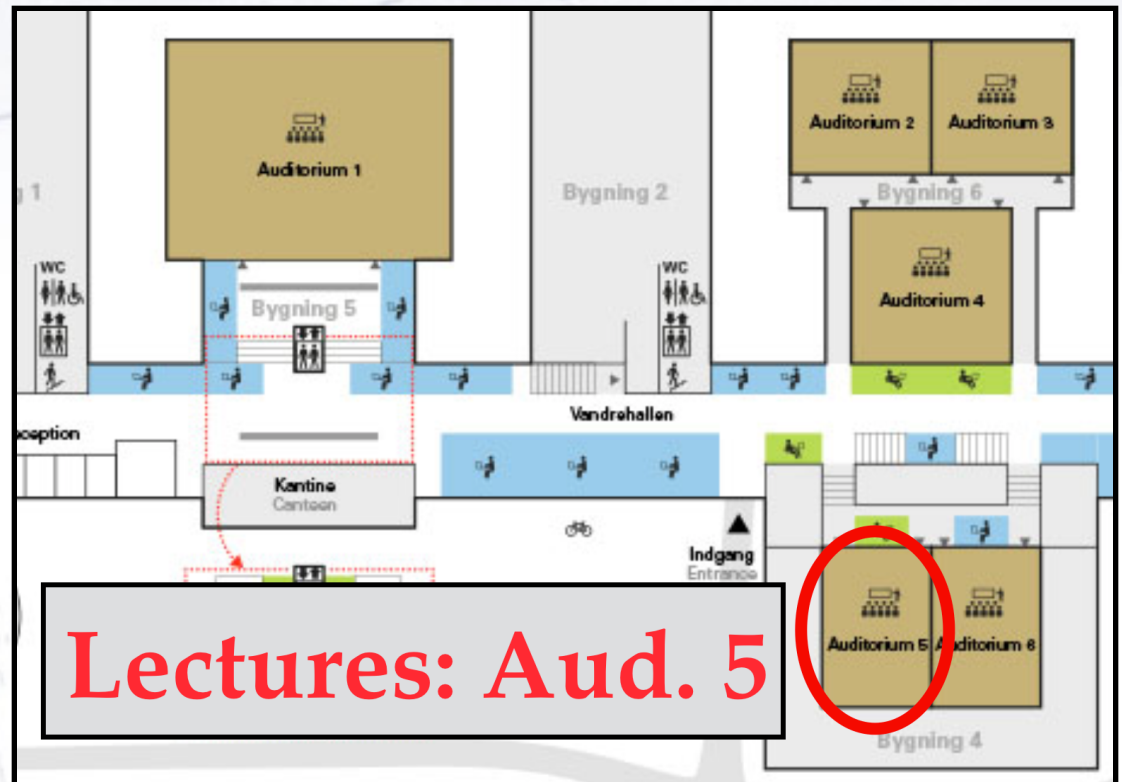 Auditorium 1
Auditorium 2
Auditorium 3
Bygning 2
Bygning 6
WC
WC
Bygning 5
Auditorium 4
Vandrehallen
Kantine
Canteen
Indgang
Entrance
Lectures: Aud. 5
Auditorium 5
Auditorium 6
Bygning 4